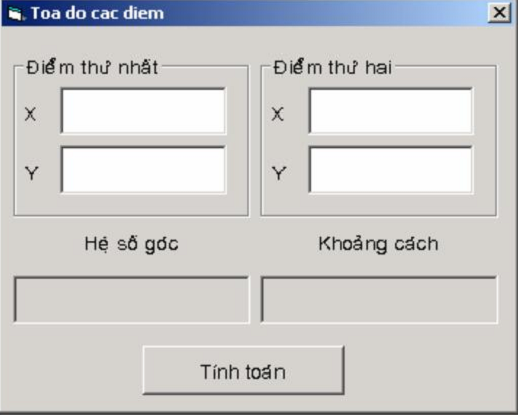 Toa do cac diem
Điểm thứ nhất
Điểm thứ hai
X
X
Y
Y
Hệ số góc
Khoảng cách
Tính toán